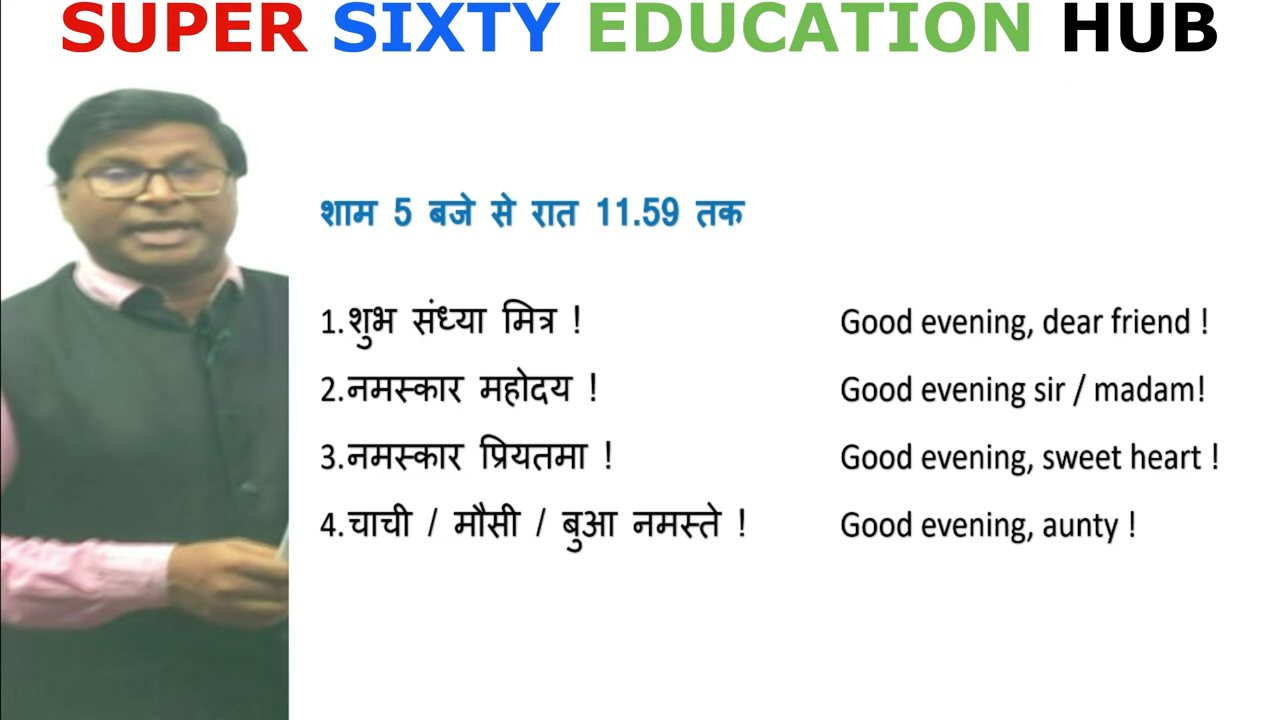 SUPER SIXTY EDUCATION HUB
शाम 5 बजे से रात 11.59 तक
1.शुभ संध्या मित्र ! Good evening, dear friend !
2.नमस्कार महोदय ! Good evening sir / madam!
3.नमस्कार प्रियतमा ! Good evening, sweet heart !
4.चाची / मौसी / बुआ नमस्ते ! Good evening, aunty !